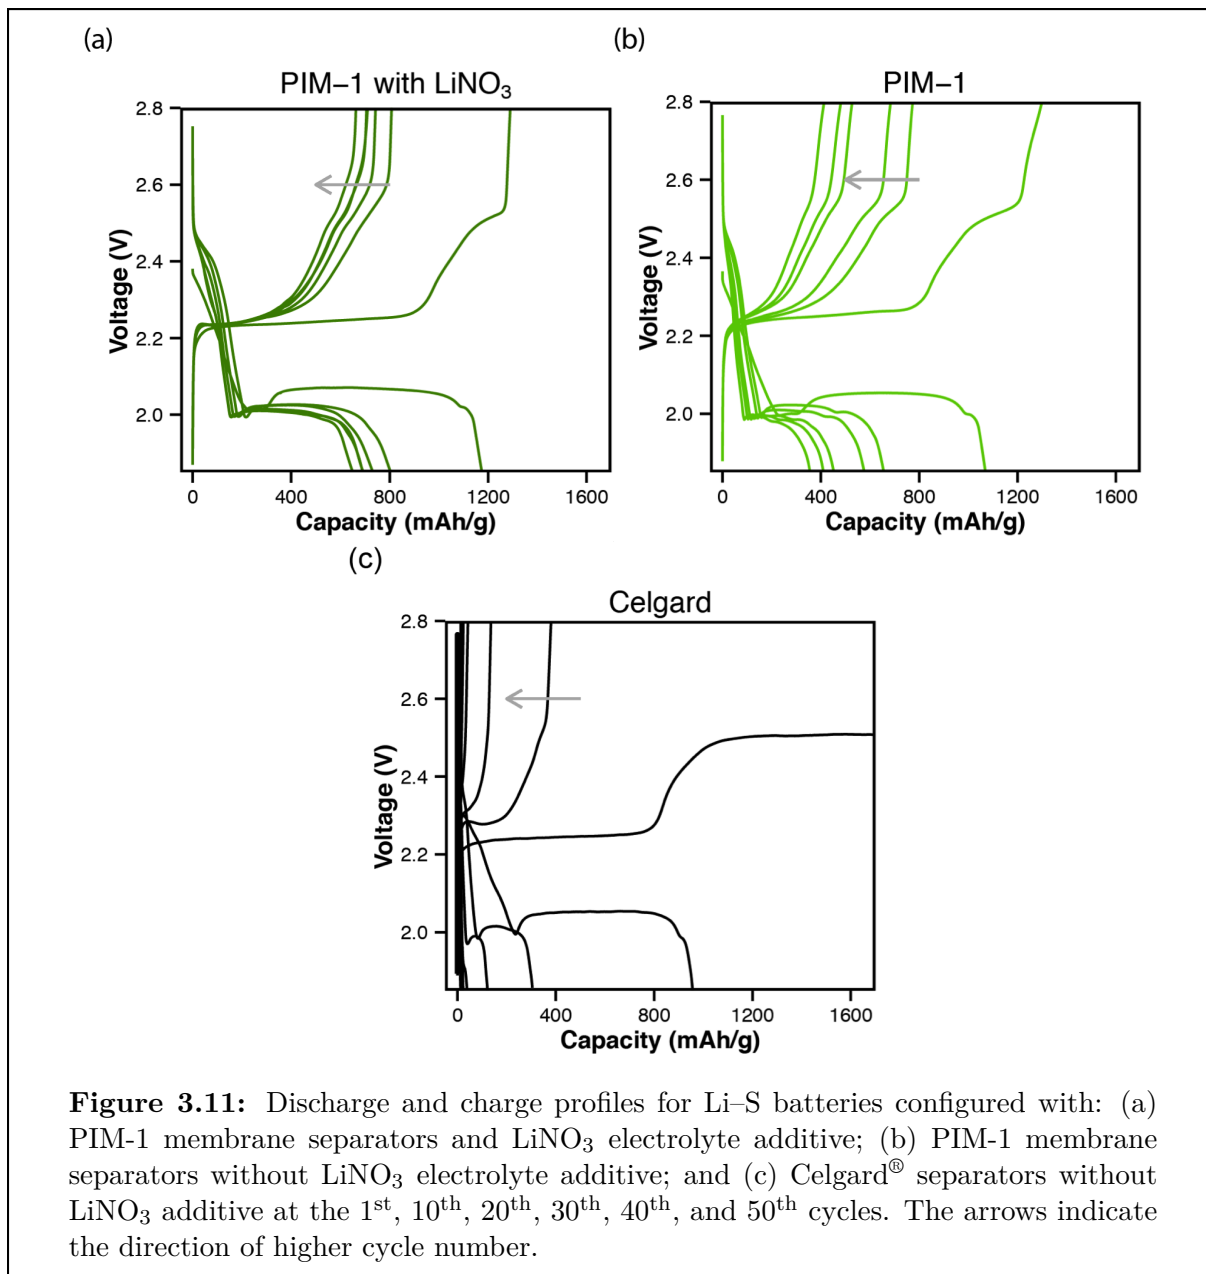 (a)
PIM–1 with LiNO₃
2.8
2.6
2.4
2.2
2.0
Voltage (V)
0 400 800 1200 1600
Capacity (mAh/g)
(b)
PIM–1
2.8
2.6
2.4
2.2
2.0
Voltage (V)
0 400 800 1200 1600
Capacity (mAh/g)
(c)
Celgard
2.8
2.6
2.4
2.2
2.0
Voltage (V)
0 400 800 1200 1600
Capacity (mAh/g)
Figure 3.11: Discharge and charge profiles for Li–S batteries configured with: (a)
PIM-1 membrane separators and LiNO₃ electrolyte additive; (b) PIM-1 membrane
separators without LiNO₃ electrolyte additive; and (c) Celgard® separators without
LiNO₃ additive at the 1ˢᵗ, 10ᵗʰ, 20ᵗʰ, 30ᵗʰ, 40ᵗʰ, and 50ᵗʰ cycles. The arrows indicate
the direction of higher cycle number.